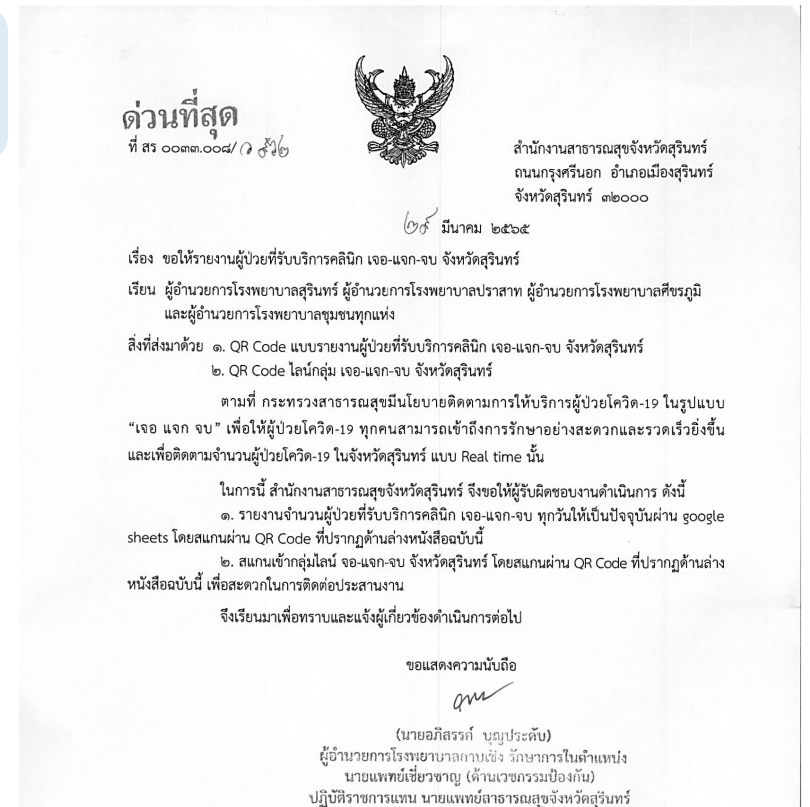 ด่วนที่สุด
ที่ สร ๐๐๓๓.๐๐๘/ว
สำนักงานสาธารณสุขจังหวัดสุรินทร์
ถนนกรุงศรีนอก อำเภอเมืองสุรินทร์
จังหวัดสุรินทร์ ๓๒๐๐๐
มีนาคม ๒๕๖๕
เรื่อง ขอให้รายงานผู้ป่วยที่รับบริการคลินิก เจอ-แจก-จบ จังหวัดสุรินทร์
เรียน ผู้อำนวยการโรงพยาบาลสุรินทร์ ผู้อำนวยการโรงพยาบาลปราสาท ผู้อำนวยการโรงพยาบาลศีขรภูมิ
และผู้อำนวยการโรงพยาบาลชุมชนทุกแห่ง
สิ่งที่ส่งมาด้วย ๑. QR Code แบบรายงานผู้ป่วยที่รับบริการคลินิก เจอ-แจก-จบ จังหวัดสุรินทร์
๒. QR Code ไลน์กลุ่ม เจอ-แจก-จบ จังหวัดสุรินทร์
ตามที่ กระทรวงสาธารณสุขมีนโยบายติดตามการให้บริการผู้ป่วยโควิด-19 ในรูปแบบ
“เจอ แจก จบ” เพื่อให้ผู้ป่วยโควิด-19 ทุกคนสามารถเข้าถึงการรักษาอย่างสะดวกและรวดเร็วยิ่งขึ้น
และเพื่อติดตามจำนวนผู้ป่วยโควิด-19 ในจังหวัดสุรินทร์ แบบ Real time นั้น
ในการนี้ สำนักงานสาธารณสุขจังหวัดสุรินทร์ จึงขอให้ผู้รับผิดชอบงานดำเนินการ ดังนี้
๑. รายงานจำนวนผู้ป่วยที่รับบริการคลินิก เจอ-แจก-จบ ทุกวันให้เป็นปัจจุบันผ่าน google
sheets โดยสแกนผ่าน QR Code ที่ปรากฏด้านล่างหนังสือฉบับนี้
๒. สแกนเข้ากลุ่มไลน์ จอ-แจก-จบ จังหวัดสุรินทร์ โดยสแกนผ่าน QR Code ที่ปรากฏด้านล่าง
หนังสือฉบับนี้ เพื่อสะดวกในการติดต่อประสานงาน
จึงเรียนมาเพื่อทราบและแจ้งผู้เกี่ยวข้องดำเนินการต่อไป
ขอแสดงความนับถือ
(นายอภิสรรค์ บุญประดับ)
ผู้อำนวยการโรงพยาบาลกาบเชิง รักษาการในตำแหน่ง
นายแพทย์เชี่ยวชาญ (ด้านเวชกรรมป้องกัน)
ปฏิบัติราชการแทน นายแพทย์สาธารณสุขจังหวัดสุรินทร์